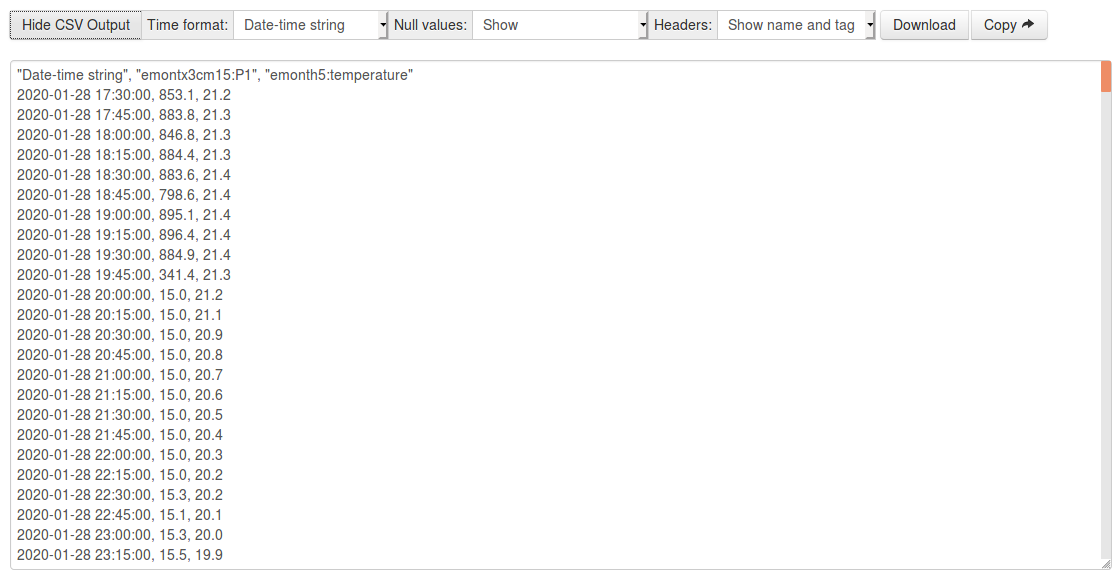 Hide CSV Output Time format: Date-time string Null values: Show Headers: Show name and tag Download Copy
"Date-time string", "emontx3cm15:P1", "emonth5:temperature"
2020-01-28 17:30:00, 853.1, 21.2
2020-01-28 17:45:00, 883.8, 21.3
2020-01-28 18:00:00, 846.8, 21.3
2020-01-28 18:15:00, 884.4, 21.3
2020-01-28 18:30:00, 883.6, 21.4
2020-01-28 18:45:00, 798.6, 21.4
2020-01-28 19:00:00, 895.1, 21.4
2020-01-28 19:15:00, 896.4, 21.4
2020-01-28 19:30:00, 884.9, 21.4
2020-01-28 19:45:00, 341.4, 21.3
2020-01-28 20:00:00, 15.0, 21.2
2020-01-28 20:15:00, 15.0, 21.1
2020-01-28 20:30:00, 15.0, 20.9
2020-01-28 20:45:00, 15.0, 20.8
2020-01-28 21:00:00, 15.0, 20.7
2020-01-28 21:15:00, 15.0, 20.6
2020-01-28 21:30:00, 15.0, 20.5
2020-01-28 21:45:00, 15.0, 20.4
2020-01-28 22:00:00, 15.0, 20.3
2020-01-28 22:15:00, 15.0, 20.2
2020-01-28 22:30:00, 15.3, 20.2
2020-01-28 22:45:00, 15.1, 20.1
2020-01-28 23:00:00, 15.3, 20.0
2020-01-28 23:15:00, 15.5, 19.9